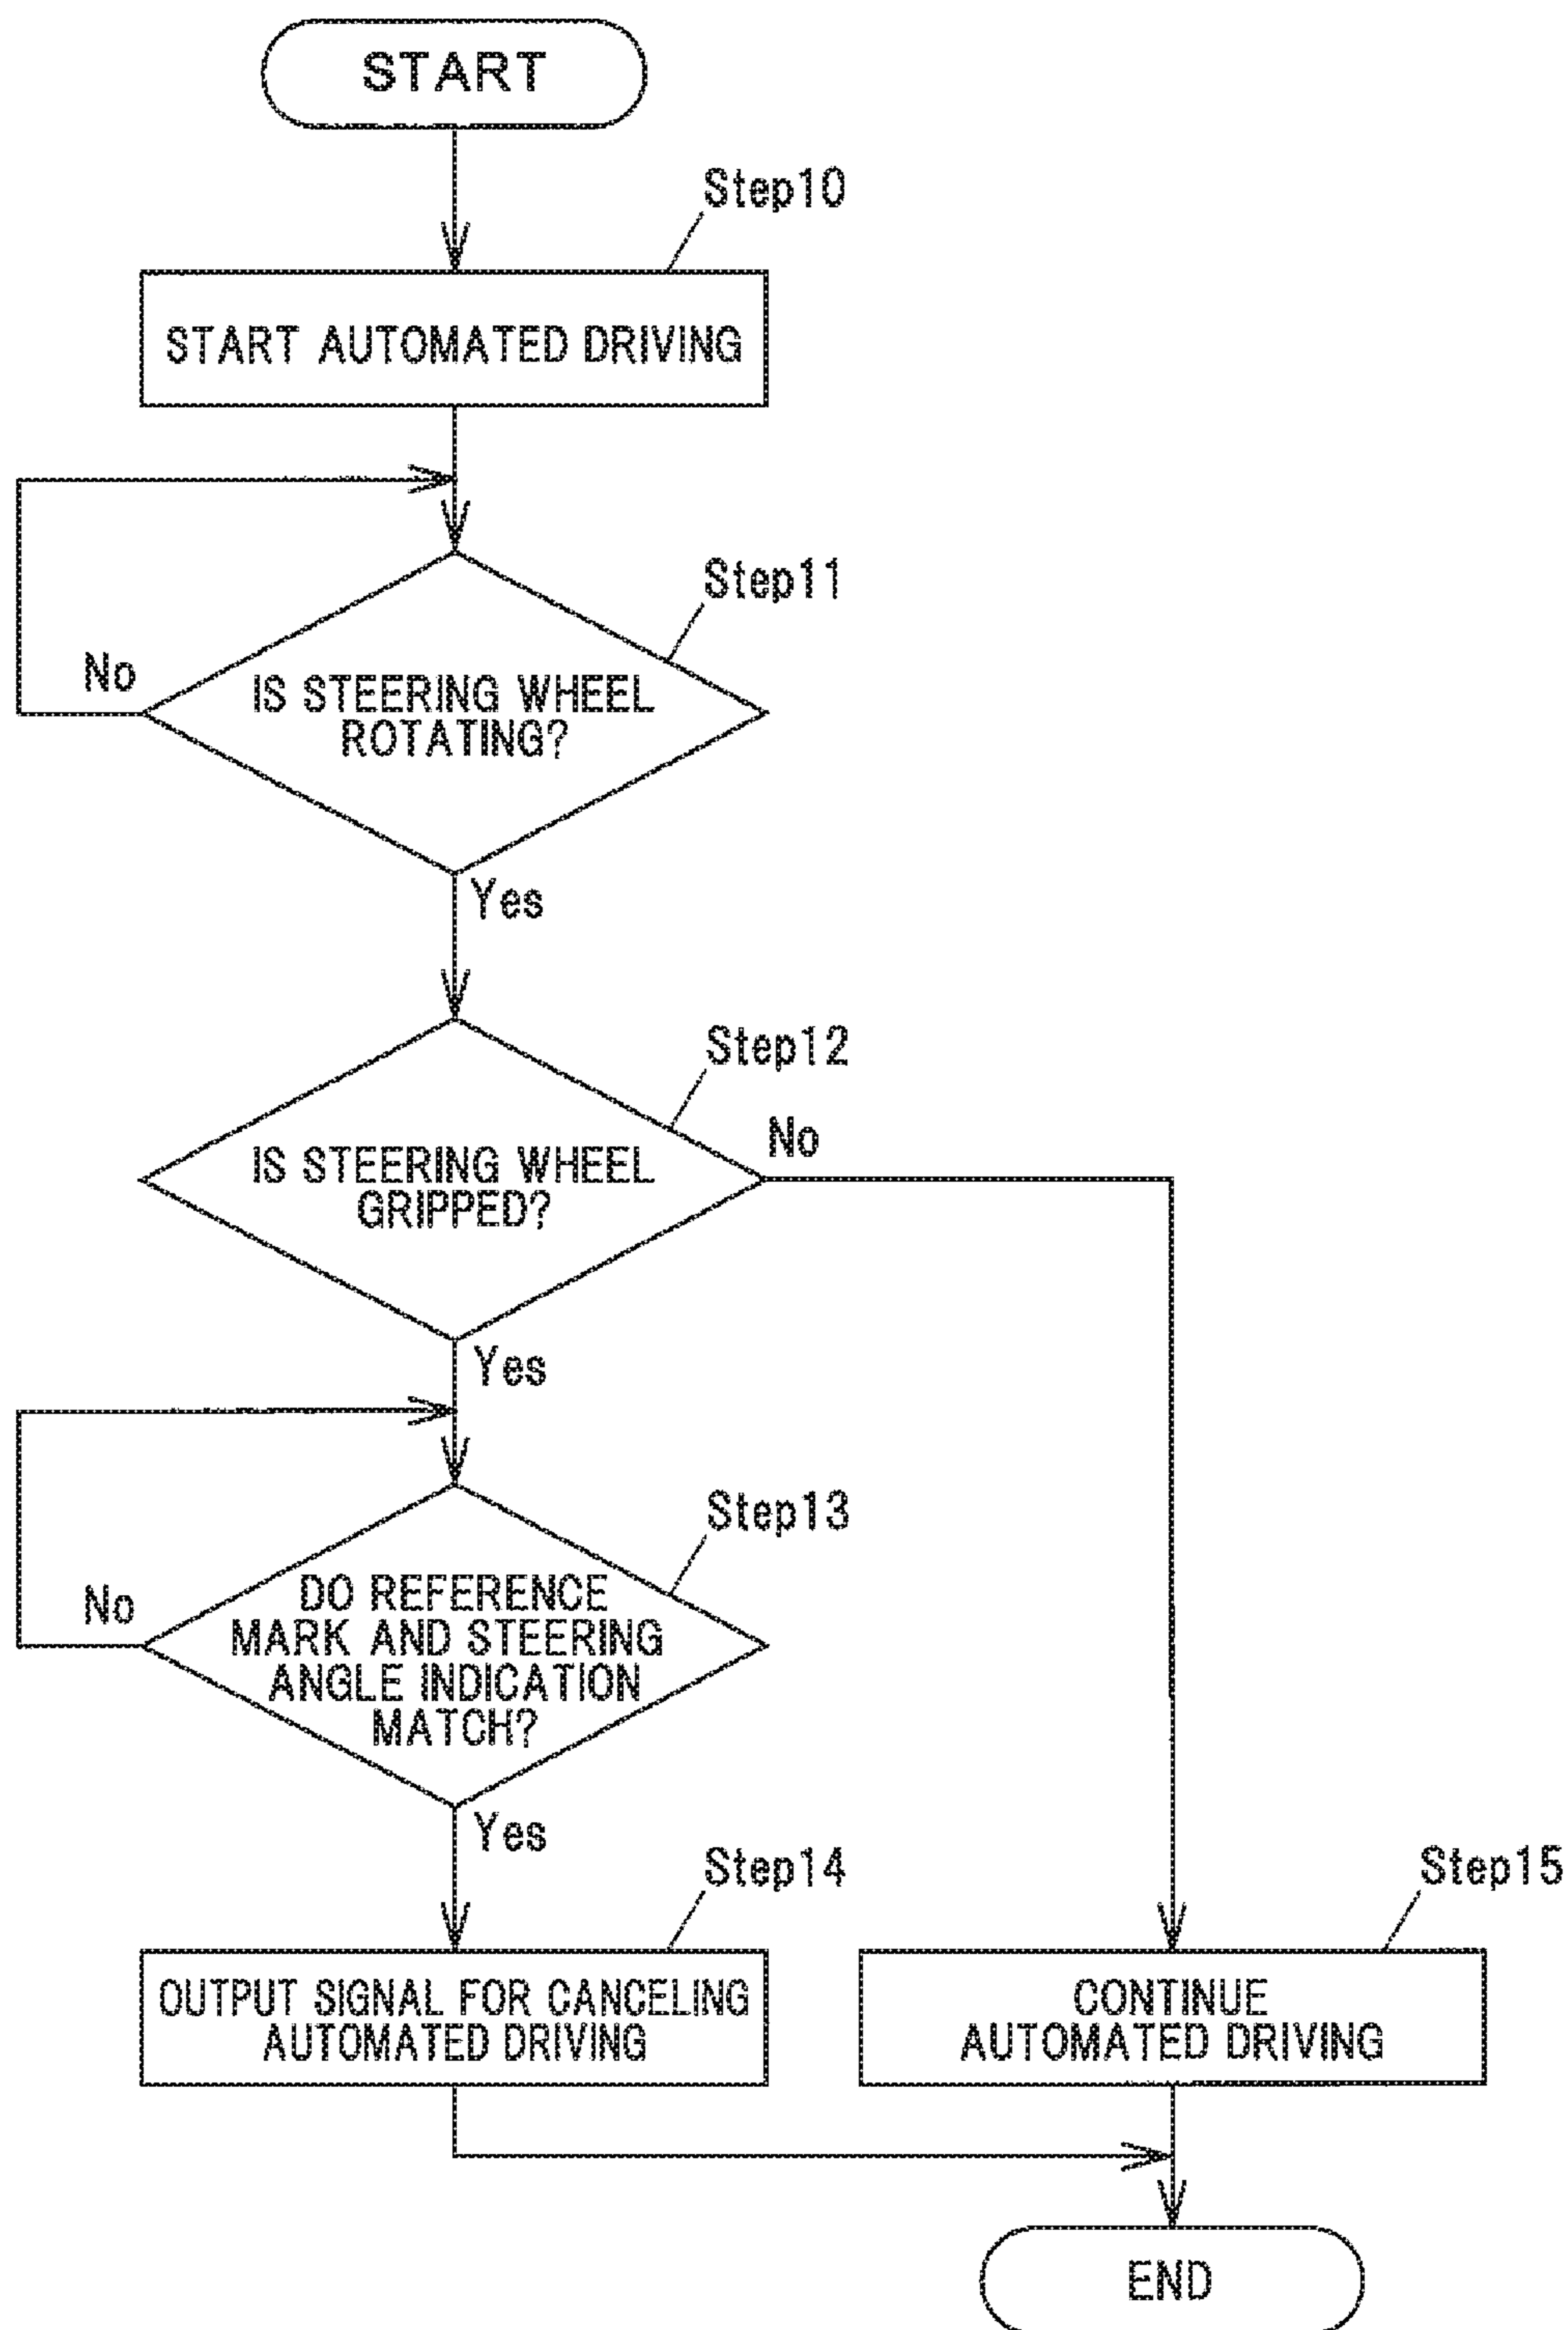 START
Step10
START AUTOMATED DRIVING
Step11
No
IS STEERING WHEEL
ROTATING?
Yes
Step12
No
IS STEERING WHEEL
GRIPPED?
Yes
Step13
No
DO REFERENCE
MARK AND STEERING
ANGLE INDICATION
MATCH?
Yes
Step14
OUTPUT SIGNAL FOR CANCELING
AUTOMATED DRIVING
Step15
CONTINUE
AUTOMATED DRIVING
END